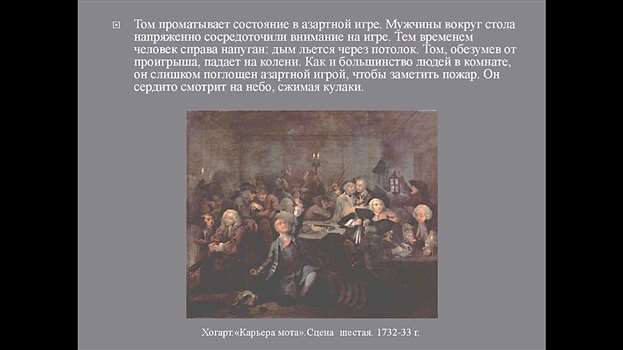 Том проматывает состояние в азартной игре. Мужчины вокруг стола
напряженно сосредоточили внимание на игре. Тем временем
человек справа напуган: дым льется через потолок. Том, обезумев от
проигрыша, падает на колени. Как и большинство людей в комнате,
он слишком поглощен азартной игрой, чтобы заметить пожар. Он
сердито смотрит на небо, сжимая кулаки.
Хогарт.«Карьера мота».Сцена шестая. 1732-33 г.